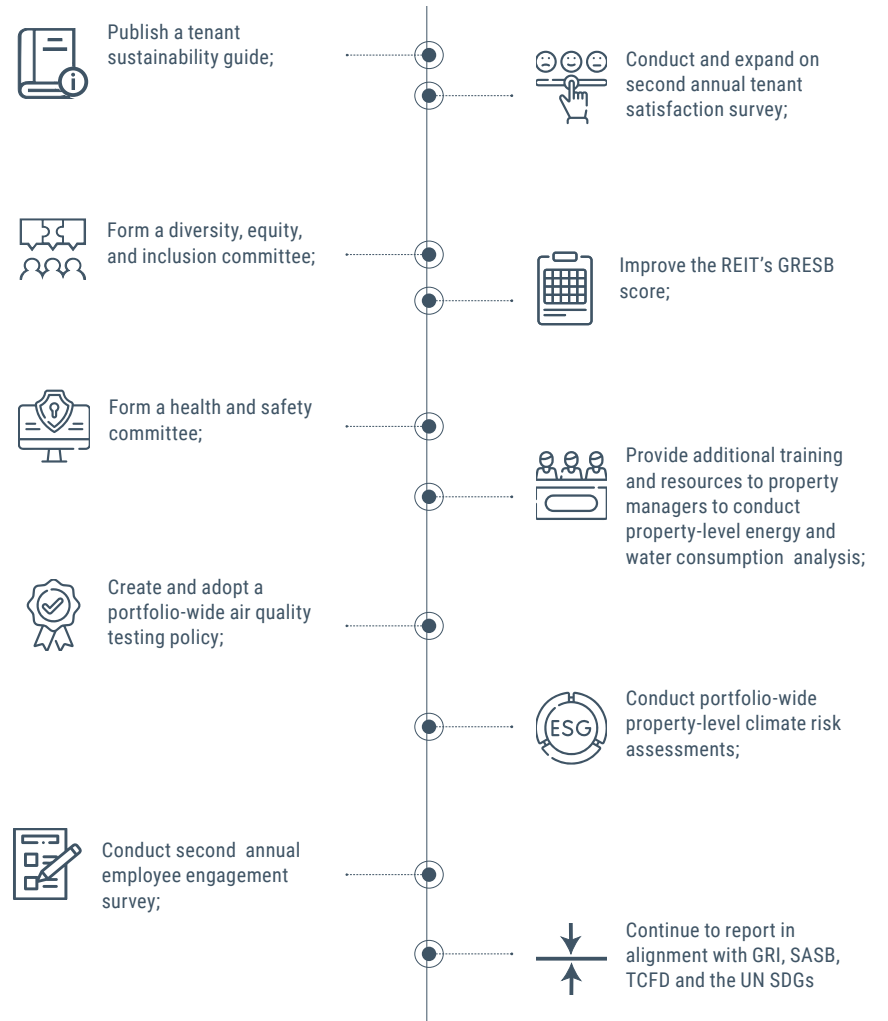 Publish a tenant
sustainability guide;
Conduct and expand on
second annual tenant
satisfaction survey;
Form a diversity, equity,
and inclusion committee;
Improve the REIT's GRESB
score;
Form a health and safety
committee;
Provide additional training
and resources to property
managers to conduct
property-level energy and
water consumption  analysis;
Create and adopt a
portfolio-wide air quality
testing policy;
Conduct portfolio-wide
property-level climate risk
assessments;
ESG
Conduct second  annual
employee engagement
survey;
Continue to report in
alignment with GRI, SASB,
TCFD and the UN SDGs